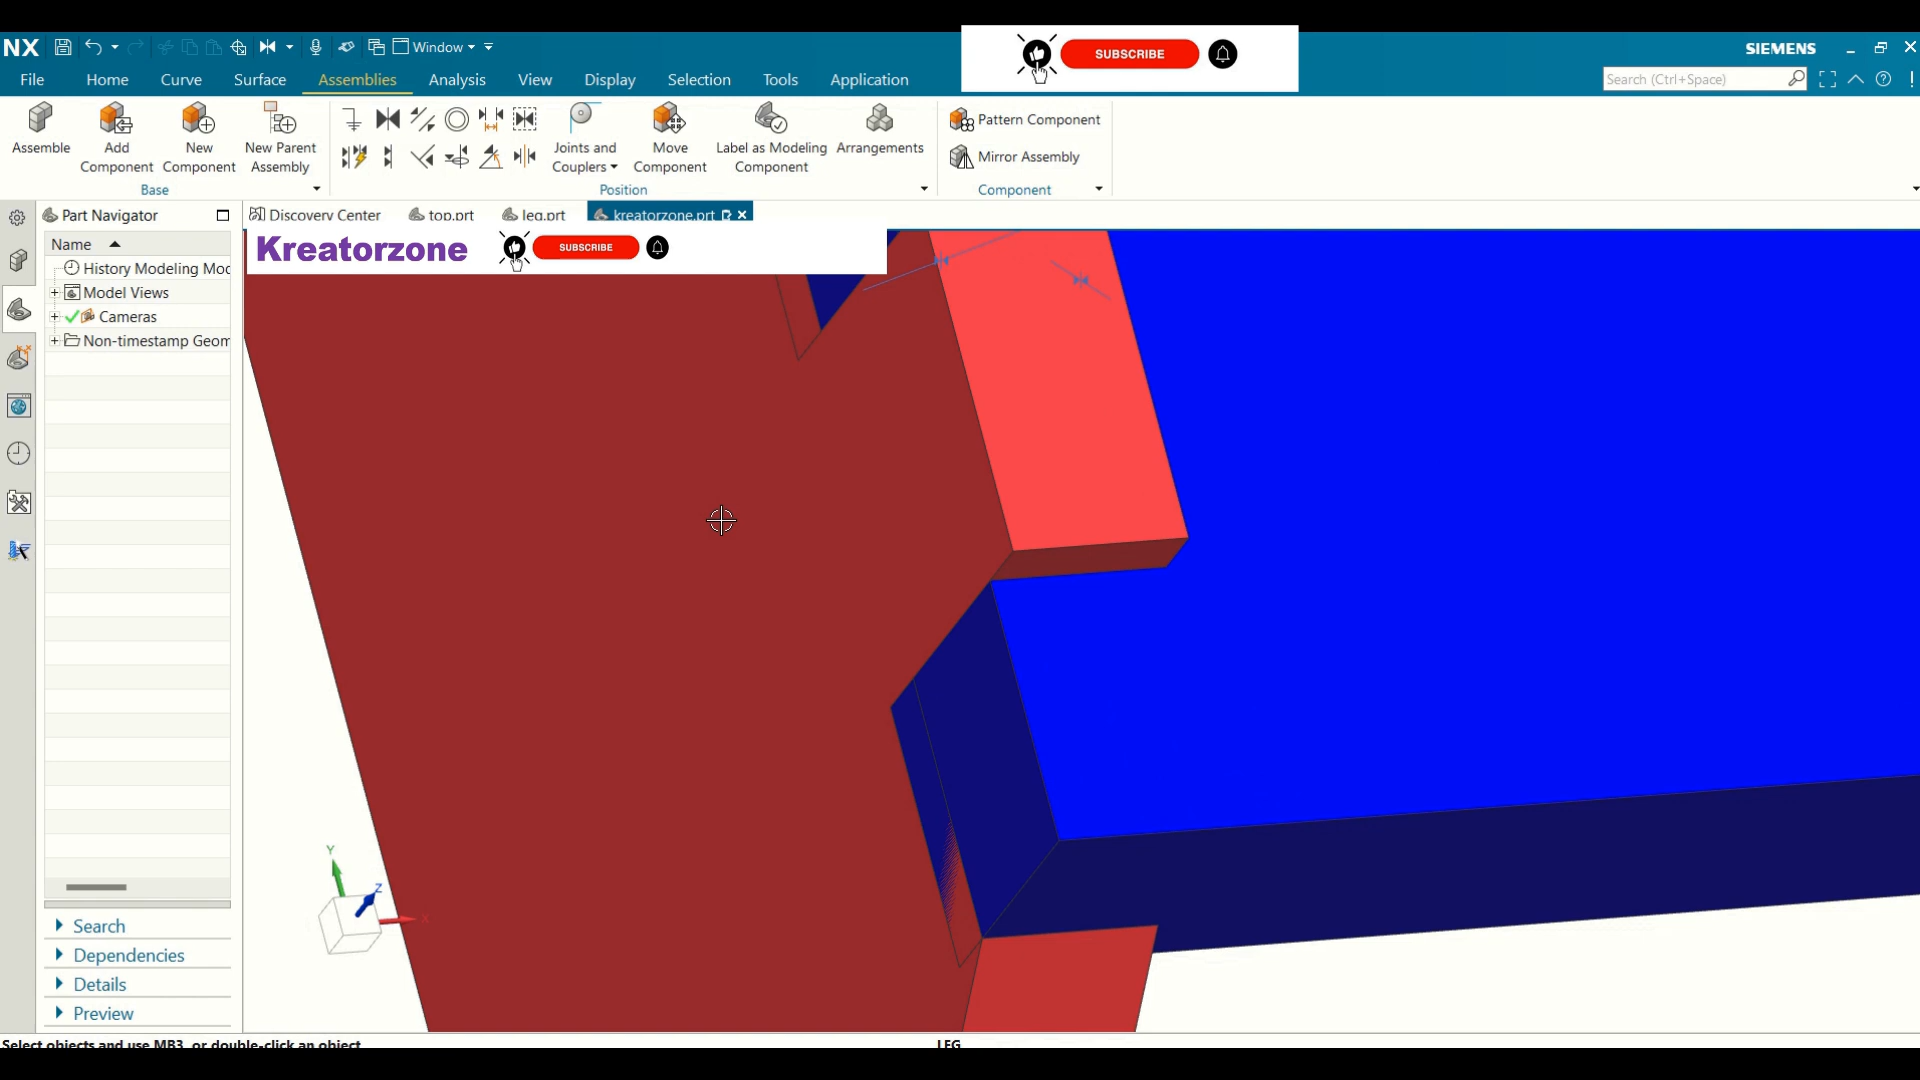 NX
Window
SUBSCRIBE
SIEMENS
File
Home
Curve
Surface
Assemblies
Analysis
View
Display
Selection
Tools
Application
Search (Ctrl+Space)
Assemble
Add
Component
New
Component
New Parent
Assembly
Base
Joints and
Couplers
Move
Component
Label as Modeling
Component
Arrangements
Position
Pattern Component
Mirror Assembly
Component
Part Navigator
Discovery Center
top.prt
leg.prt
kreatorzone.prt
Kreatorzone
SUBSCRIBE
Name
History Modeling Moc
Model Views
Cameras
Non-timestamp Geom
Y
Z
X
Search
Dependencies
Details
Preview
Select objects and use MB3, or double-click an object
LEG